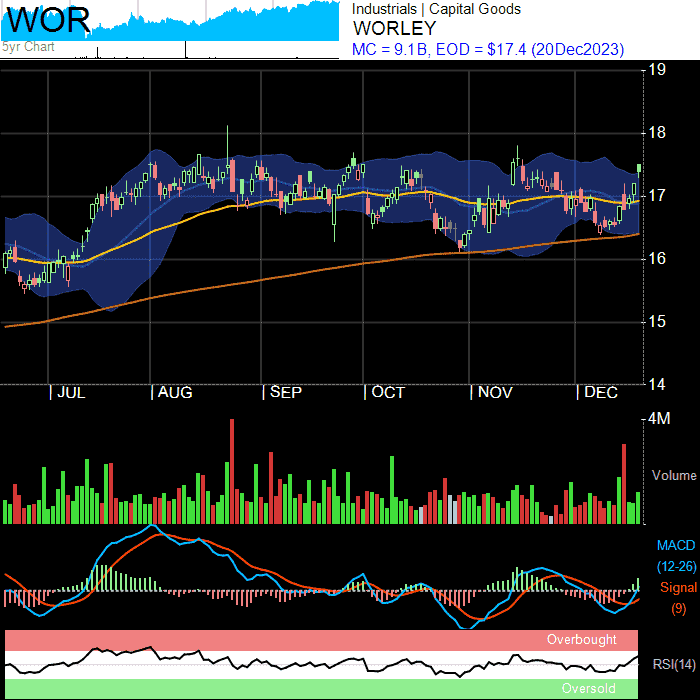 WOR
5yr Chart
Industrials | Capital Goods
WORLEY
MC = 9.1B, EOD = $17.4 (20Dec2023)
19
18
17
16
15
14
| JUL | AUG | SEP | OCT | NOV | DEC
4M
Volume
MACD
(12-26)
Signal
(9)
Overbought
RSI(14)
Oversold